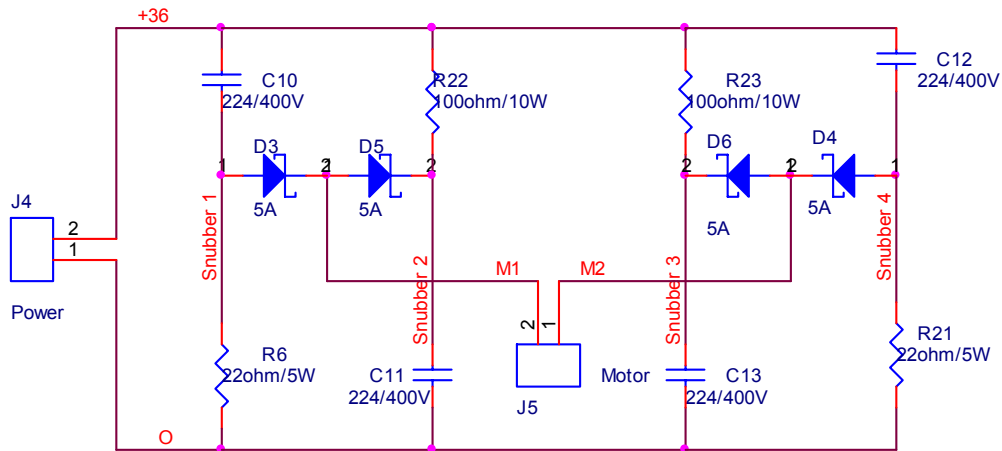 +36
C10
224/400V
R22
100ohm/10W
R23
100ohm/10W
C12
224/400V
D3
D5
D6
D4
1
2
1
2
2
1
2
1
5A
5A
5A
5A
J4
2
1
Power
Snubber 1
Snubber 2
Snubber 3
Snubber 4
M1
M2
2
1
R6
22ohm/5W
C11
224/400V
Motor
J5
C13
224/400V
R21
22ohm/5W
O